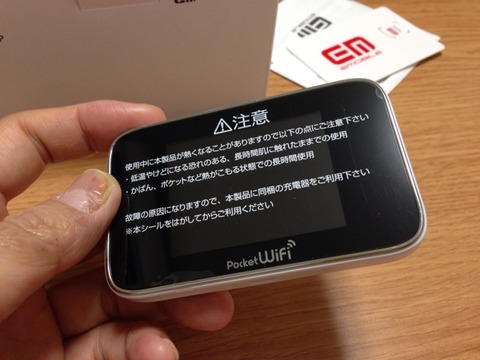 EM
EM
EMOBILE
⚠注意
使用中に本製品が熱くなることがありますので以下の点にご注意下さい
・低温やけどになる恐れのある、長時間肌に触れたままでの使用
・かばん、ポケットなど熱がこもる状態での長時間使用
故障の原因になりますので、本製品に同梱の充電器をご利用下さい
※本シールをはがしてからご利用ください
Pocket WiFi